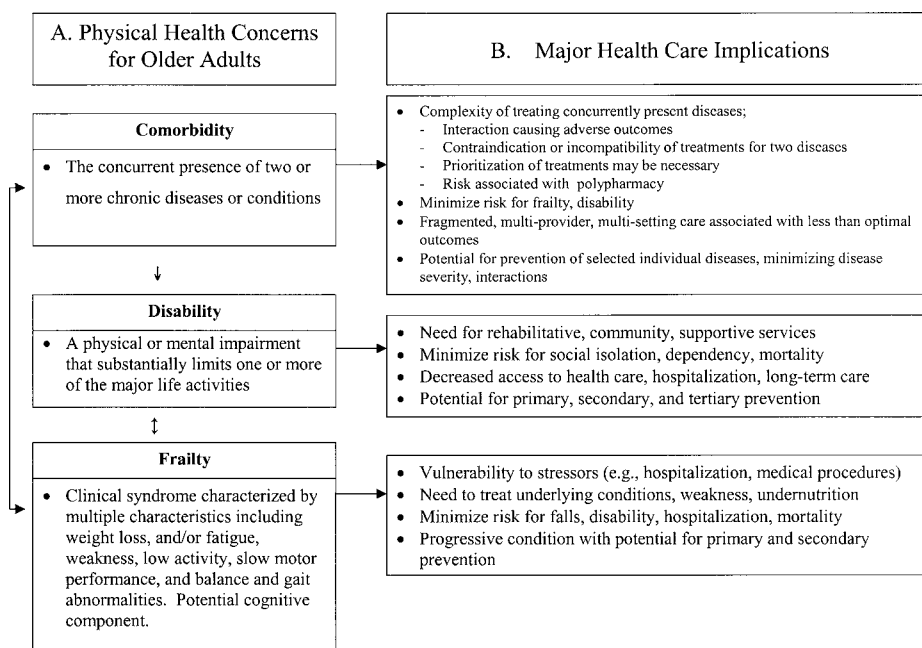 A. Physical Health Concerns
for Older Adults
B. Major Health Care Implications
Comorbidity
• The concurrent presence of two or
more chronic diseases or conditions
• Complexity of treating concurrently present diseases;
- Interaction causing adverse outcomes
- Contraindication or incompatibility of treatments for two diseases
- Prioritization of treatments may be necessary
- Risk associated with polypharmacy
• Minimize risk for frailty, disability
• Fragmented, multi-provider, multi-setting care associated with less than optimal
outcomes
• Potential for prevention of selected individual diseases, minimizing disease
severity, interactions
Disability
• A physical or mental impairment
that substantially limits one or more
of the major life activities
• Need for rehabilitative, community, supportive services
• Minimize risk for social isolation, dependency, mortality
• Decreased access to health care, hospitalization, long-term care
• Potential for primary, secondary, and tertiary prevention
Frailty
• Clinical syndrome characterized by
multiple characteristics including
weight loss, and/or fatigue,
weakness, low activity, slow motor
performance, and balance and gait
abnormalities. Potential cognitive
component.
• Vulnerability to stressors (e.g., hospitalization, medical procedures)
• Need to treat underlying conditions, weakness, undernutrition
• Minimize risk for falls, disability, hospitalization, mortality
• Progressive condition with potential for primary and secondary
prevention